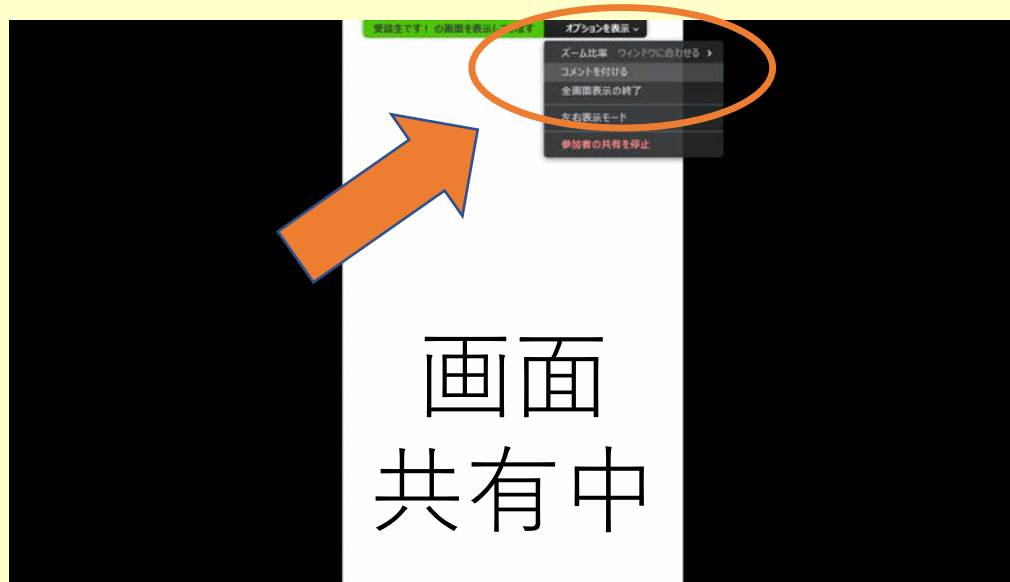 受談生です! の画面を表示しています オプションを表示
ズーム比率 ウィンドウに合わせる
コメントを付ける
全画面表示の終了
左右表示モード
参加者の共有を停止
画面
共有中